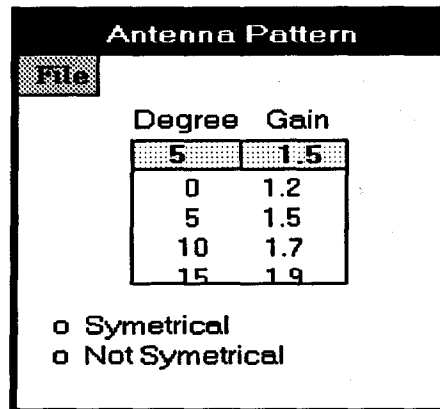 Antenna Pattern
File
Degree Gain
5 1.5
0 1.2
5 1.5
10 1.7
15 1.9
o Symetrical
o Not Symetrical